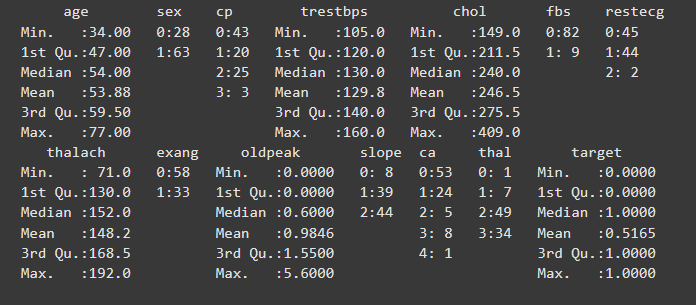 age        sex     cp        trestbps          chol       fbs    restecg
Min.   :34.00   0:28   0:43   Min.   :105.0   Min.   :149.0   0:82   0:45
1st Qu.:47.00   1:63   1:20   1st Qu.:120.0   1st Qu.:211.5   1: 9   1:44
Median :54.00          2:25   Median :130.0   Median :240.0          2: 2
Mean   :53.88          3: 3   Mean   :129.8   Mean   :246.5
3rd Qu.:59.50                 3rd Qu.:140.0   3rd Qu.:275.5
Max.   :77.00                 Max.   :160.0   Max.   :409.0
   thalach      exang     oldpeak       slope  ca     thal       target
Min.   : 71.0   0:58   Min.   :0.0000   0: 8   0:53   0: 1   Min.   :0.0000
1st Qu.:130.0   1:33   1st Qu.:0.0000   1:39   1:24   1: 7   1st Qu.:0.0000
Median :152.0          Median :0.6000   2:44   2: 5   2:49   Median :1.0000
Mean   :148.2          Mean   :0.9846          3: 8   3:34   Mean   :0.5165
3rd Qu.:168.5          3rd Qu.:1.5500          4: 1          3rd Qu.:1.0000
Max.   :192.0          Max.   :5.6000                        Max.   :1.0000